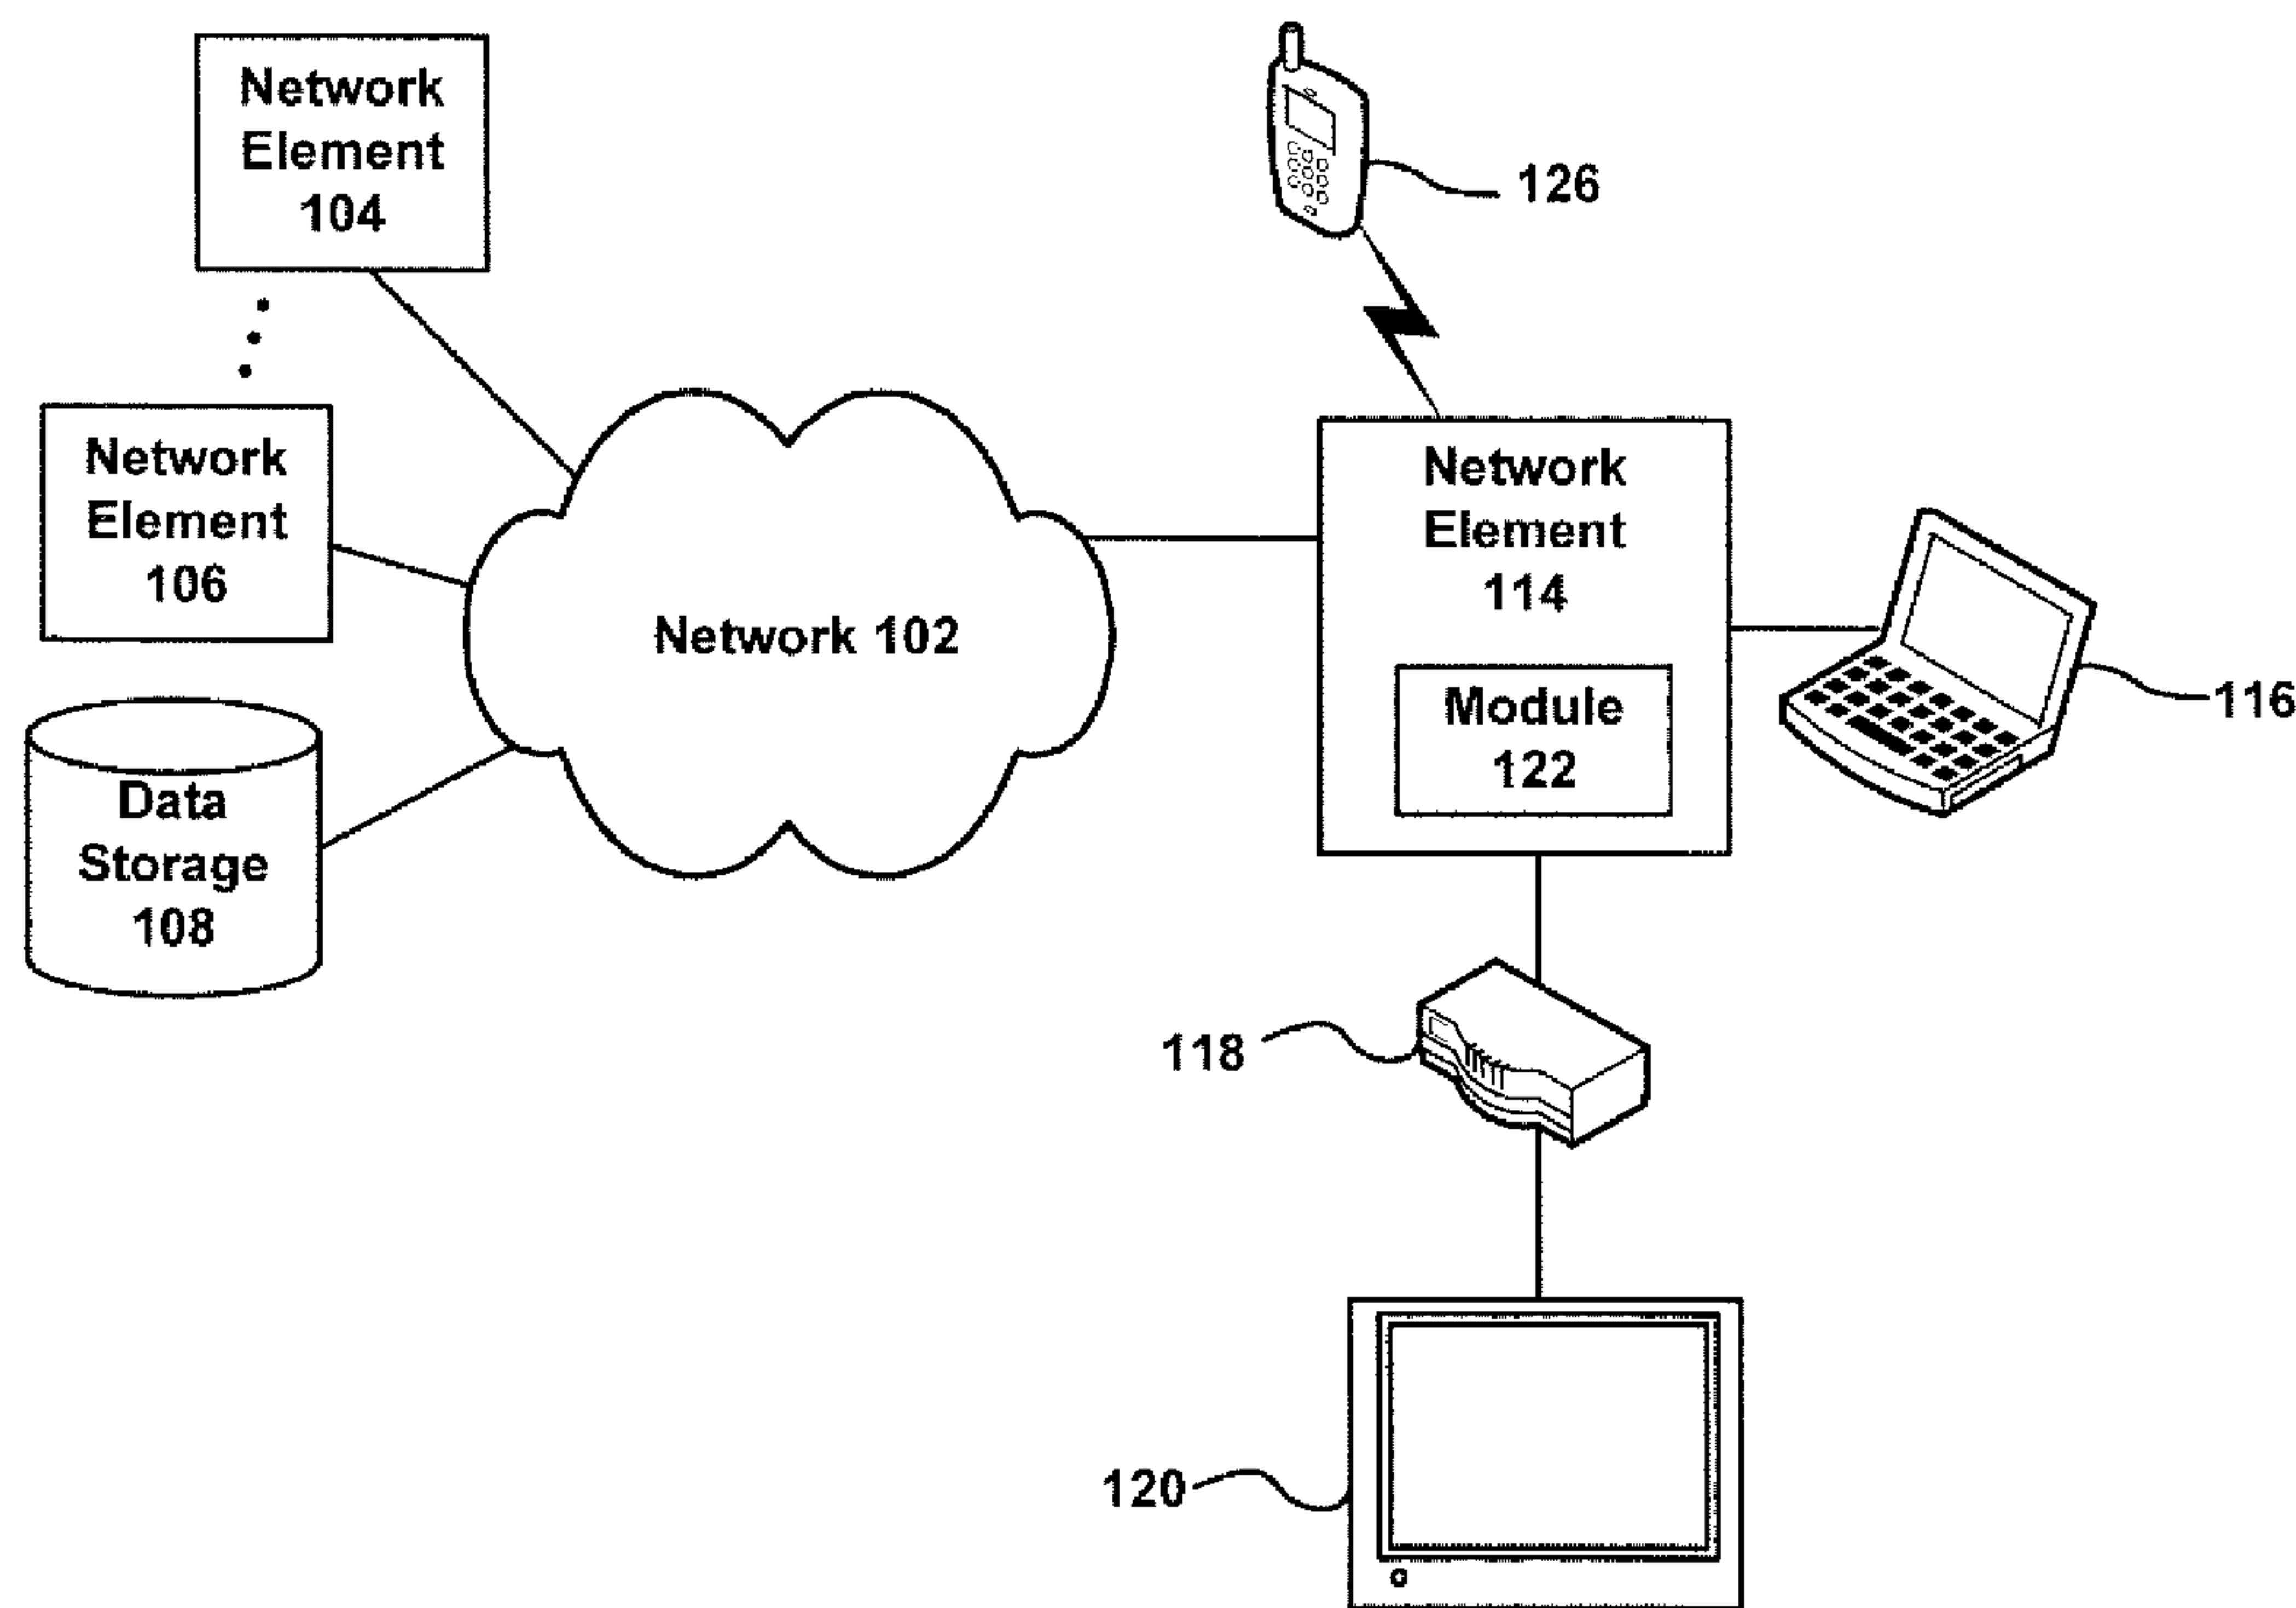 Network
Element
104
126
Network
Element
106
Network
Element
114
Network 102
Module
122
116
Data
Storage
108
118
120